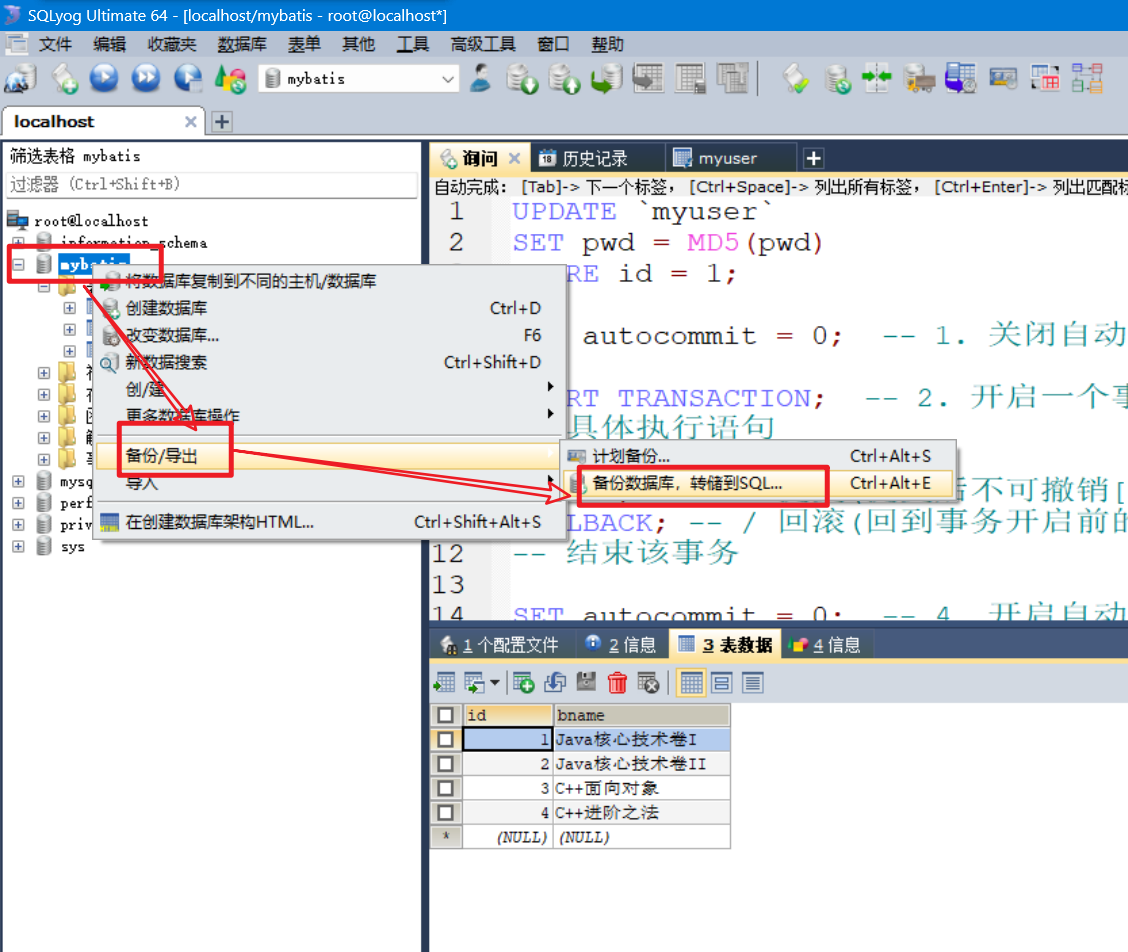 SQLyog Ultimate 64 - [localhost/mybatis - root@localhost*]
文件 编辑 收藏夹 数据库 表单 其他 工具 高级工具 窗口 帮助
mybatis
localhost
筛选表格 mybatis
过滤器 (Ctrl+Shift+B)
root@localhost
information_schema
mybatis
mysq
perf
priv
sys
将数据库复制到不同的主机/数据库
创建数据库 Ctrl+D
改变数据库... F6
新数据搜索 Ctrl+Shift+D
创/建
更多数据库操作
备份/导出
导入
在创建数据库架构HTML... Ctrl+Shift+Alt+S
计划备份... Ctrl+Alt+S
备份数据库，转储到SQL... Ctrl+Alt+E
询问 历史记录 myuser
自动完成： [Tab]-> 下一个标签， [Ctrl+Space]-> 列出所有标签， [Ctrl+Enter]-> 列出匹配标
1 UPDATE `myuser`
2 SET pwd = MD5(pwd)
RE id = 1;
autocommit = 0; -- 1. 关闭自动
RT TRANSACTION; -- 2. 开启一个事
具体执行语句
后不可撤销[
LBACK; -- / 回滚(回到事务开启前的
12 -- 结束该事务
13
14 SET autocommit = 0; -- 4. 开启自动
1 个配置文件 2 信息 3 表数据 4 信息
id bname
1 Java核心技术卷I
2 Java核心技术卷II
3 C++面向对象
4 C++进阶之法
* (NULL) (NULL)